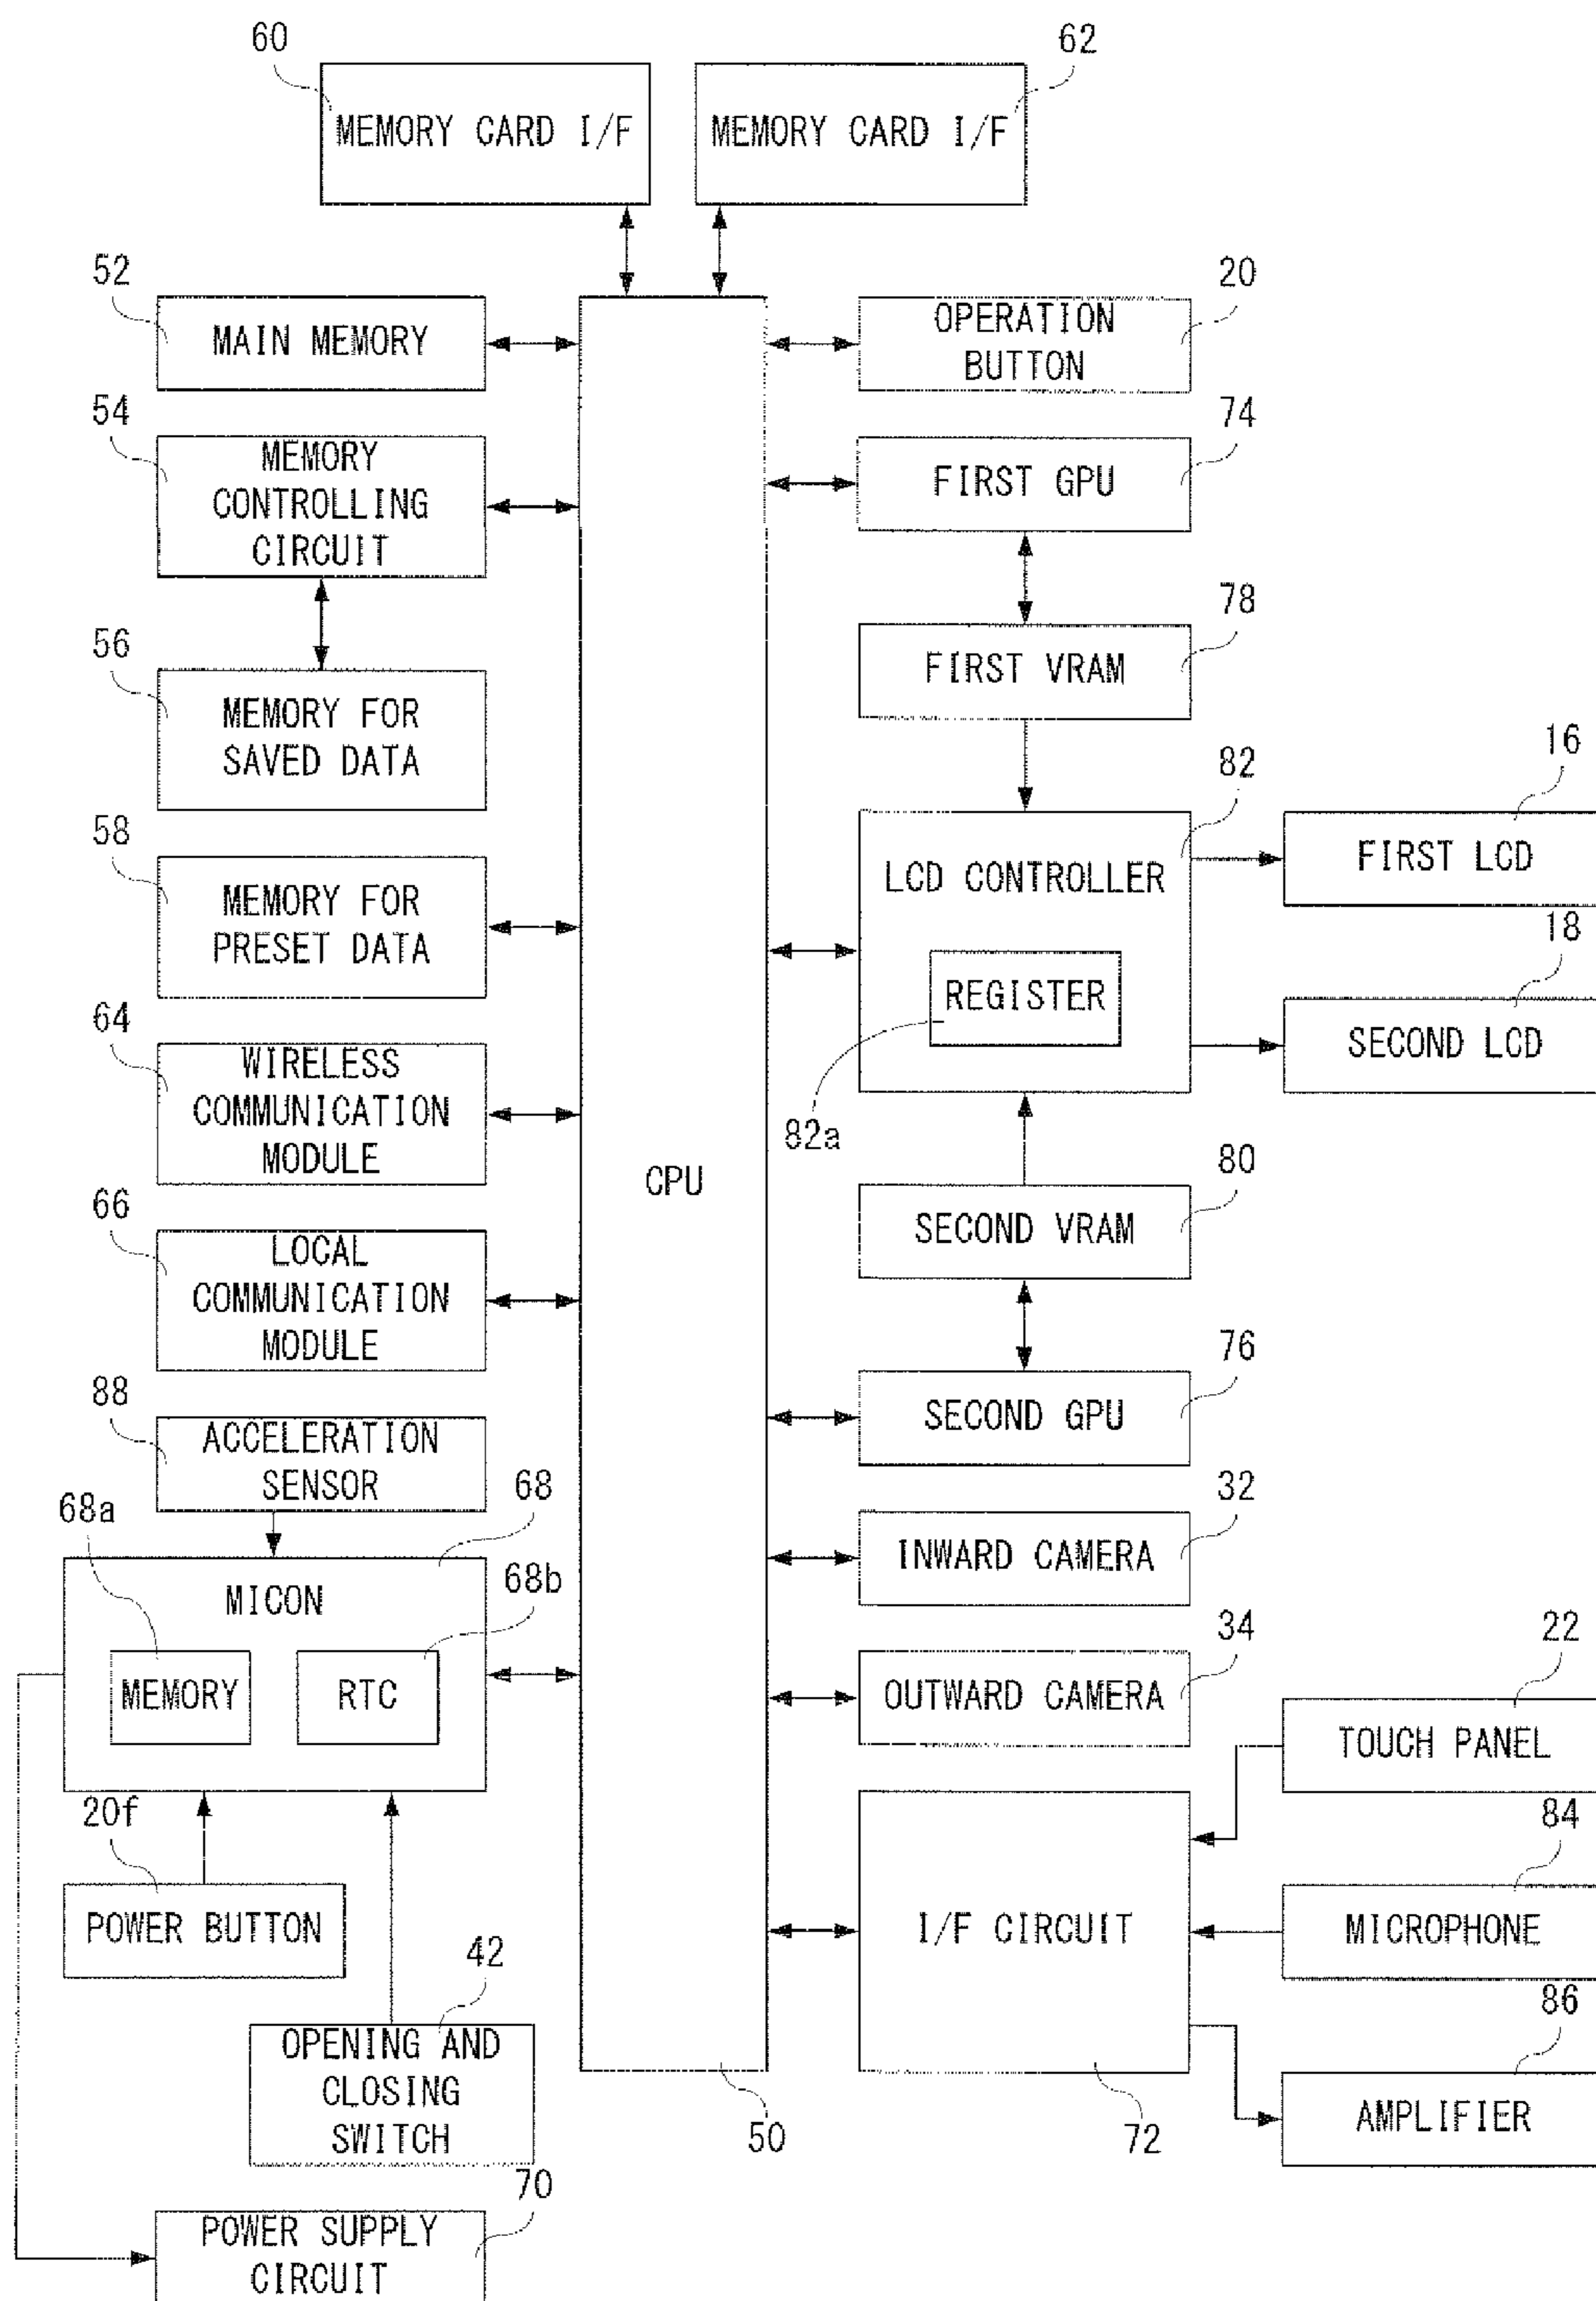 60
62
MEMORY CARD I/F
MEMORY CARD I/F
52
MAIN MEMORY
20
OPERATION
BUTTON
54
MEMORY
CONTROLLING
CIRCUIT
74
FIRST GPU
56
MEMORY FOR
SAVED DATA
78
FIRST VRAM
58
MEMORY FOR
PRESET DATA
82
LCD CONTROLLER
REGISTER
82a
16
FIRST LCD
18
SECOND LCD
64
WIRELESS
COMMUNICATION
MODULE
CPU
80
SECOND VRAM
66
LOCAL
COMMUNICATION
MODULE
76
SECOND GPU
88
ACCELERATION
SENSOR
32
INWARD CAMERA
68a
68
68b
MICON
MEMORY
RTC
34
OUTWARD CAMERA
22
TOUCH PANEL
20f
POWER BUTTON
I/F CIRCUIT
84
MICROPHONE
42
OPENING AND
CLOSING
SWITCH
86
AMPLIFIER
50
72
70
POWER SUPPLY
CIRCUIT